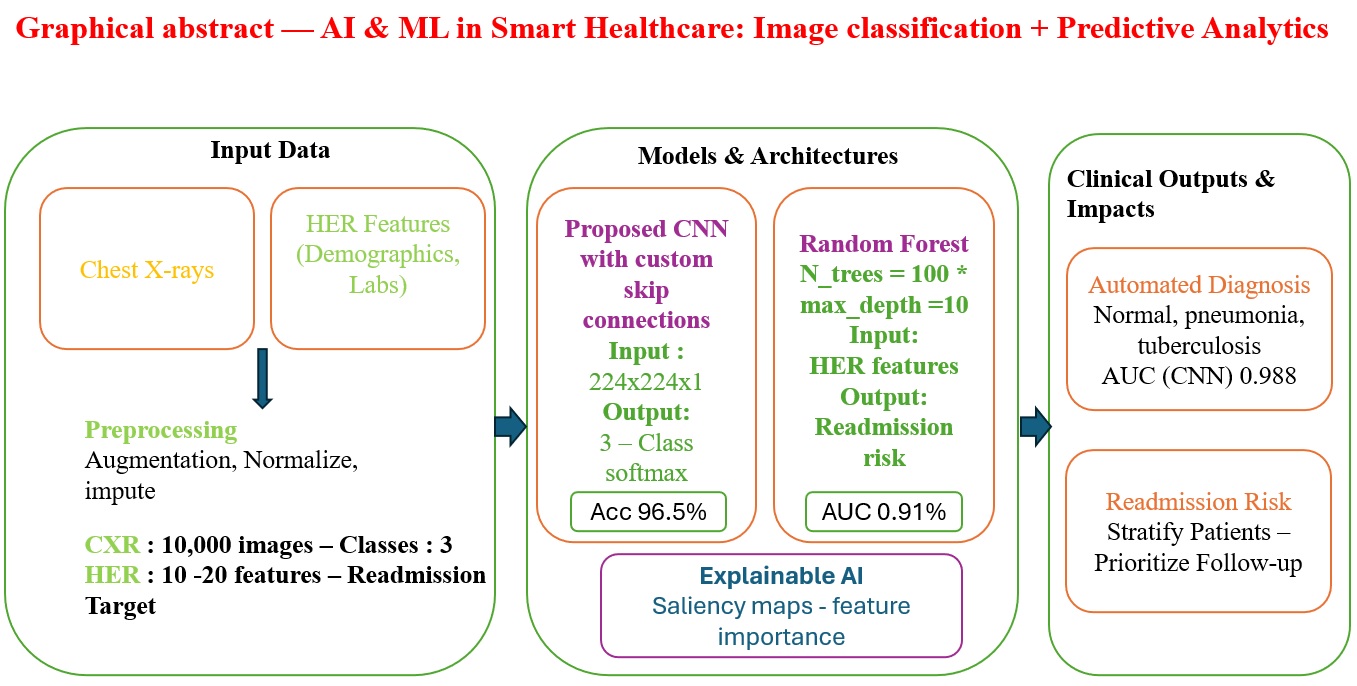 Graphical abstract — AI & ML in Smart Healthcare: Image classification + Predictive Analytics
Input Data
Chest X-rays
HER Features
(Demographics,
Labs)
Preprocessing
Augmentation, Normalize,
impute
CXR : 10,000 images – Classes : 3
HER : 10 -20 features – Readmission
Target
Models & Architectures
Proposed CNN
with custom
skip
connections
Input :
224x224x1
Output:
3 – Class
softmax
Acc 96.5%
Random Forest
N_trees = 100 *
max_depth =10
Input:
HER features
Output:
Readmission
risk
AUC 0.91%
Explainable AI
Saliency maps - feature
importance
Clinical Outputs &
Impacts
Automated Diagnosis
Normal, pneumonia,
tuberculosis
AUC (CNN) 0.988
Readmission Risk
Stratify Patients –
Prioritize Follow-up